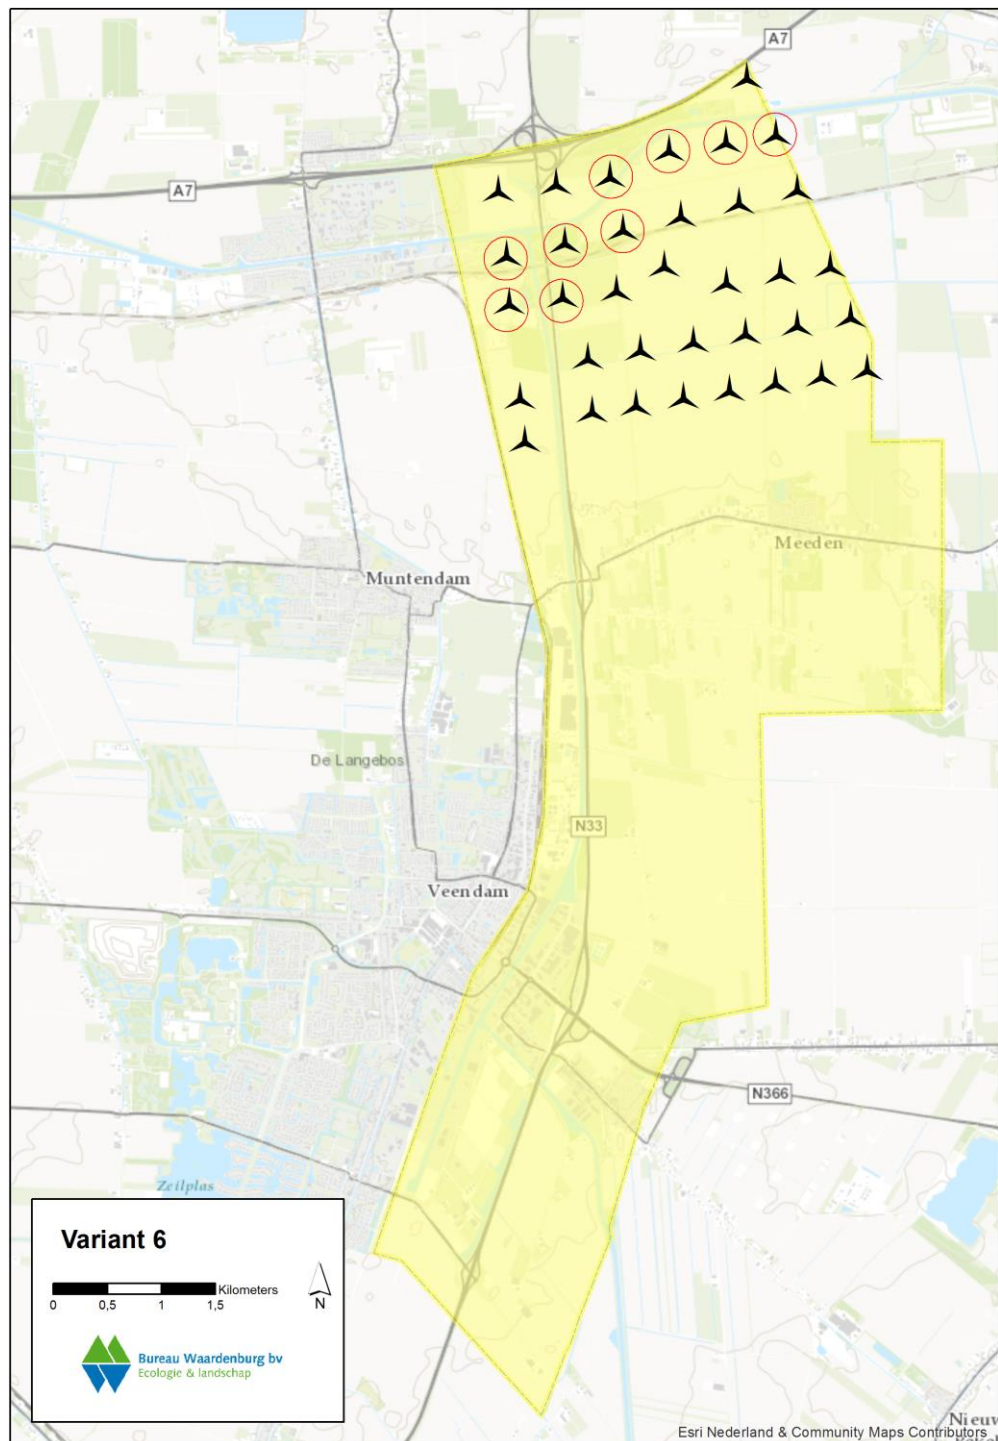 A7
A7
Meeden
Muntendam
De Langebos
N33
Veendam
N366
Zeilplas
Variant 6
Kilometers
0 0,5 1 1,5
N
Bureau Waardenburg bv
Ecologie & landschap
Nieuw
Esri Nederland & Community Maps Contributors